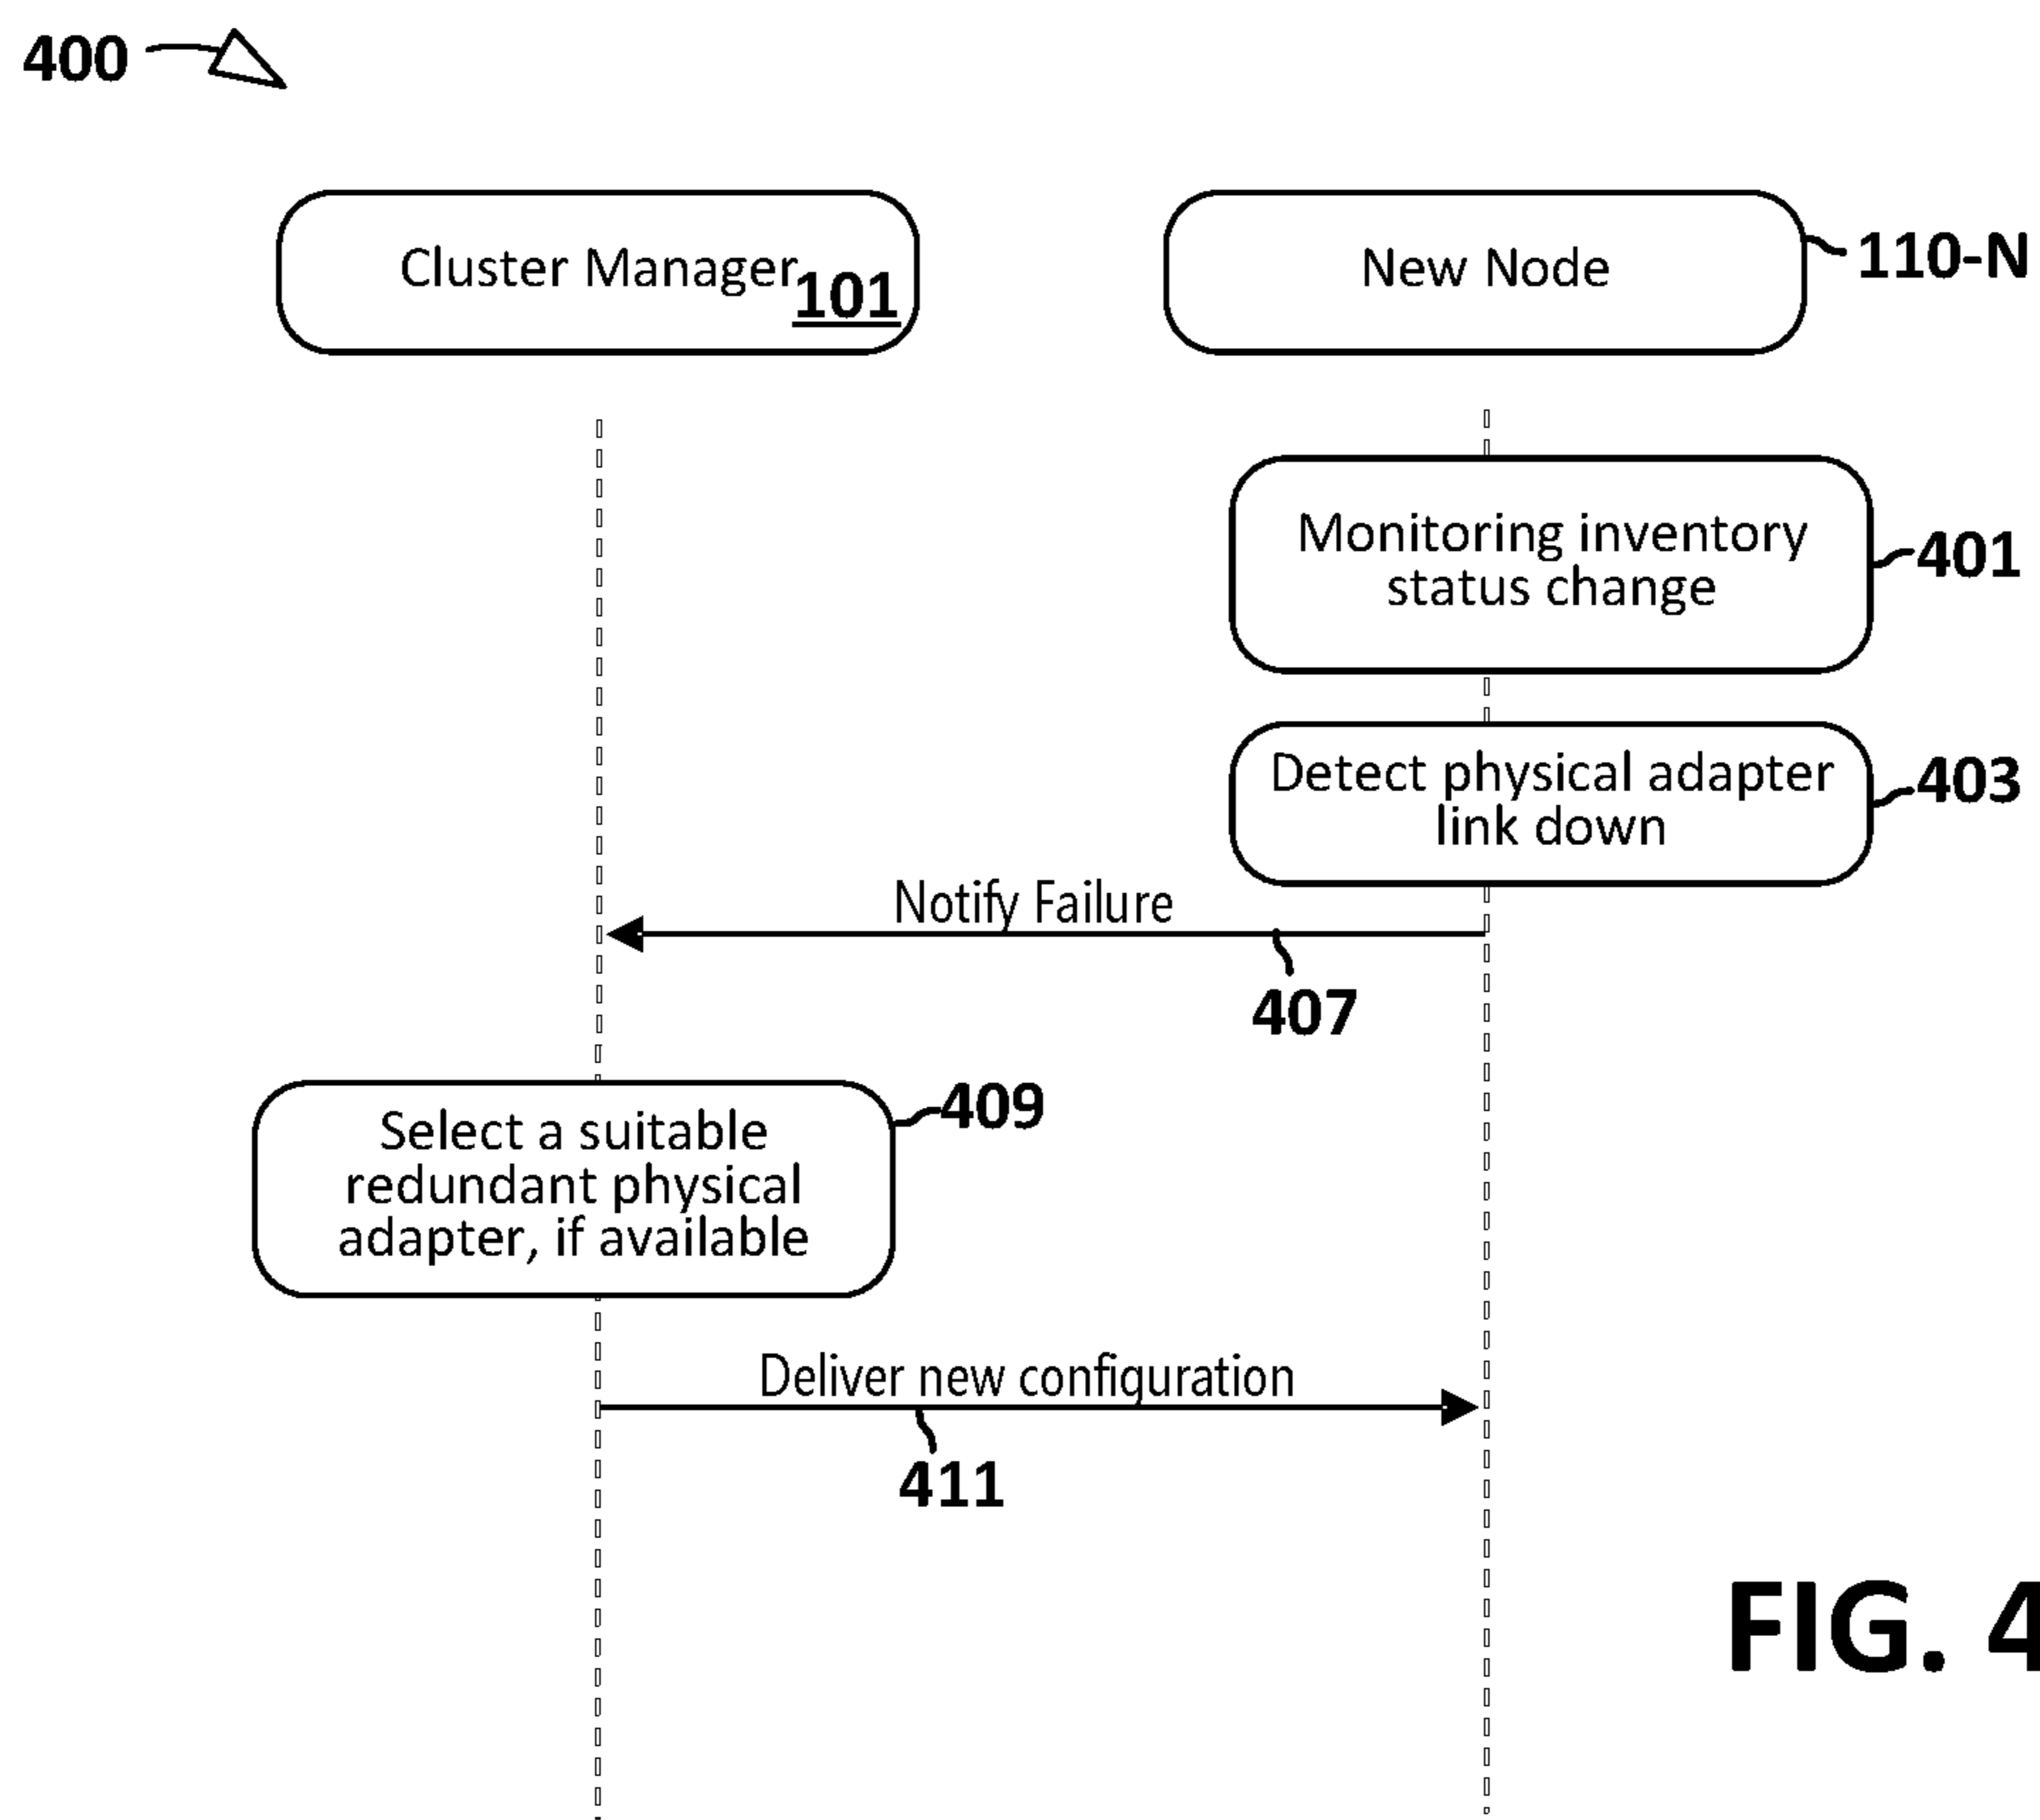 400
Cluster Manager
101
New Node
110-N
Monitoring inventory
status change
401
Detect physical adapter
link down
403
Notify Failure
407
Select a suitable
redundant physical
adapter, if available
409
Deliver new configuration
411
FIG. 4